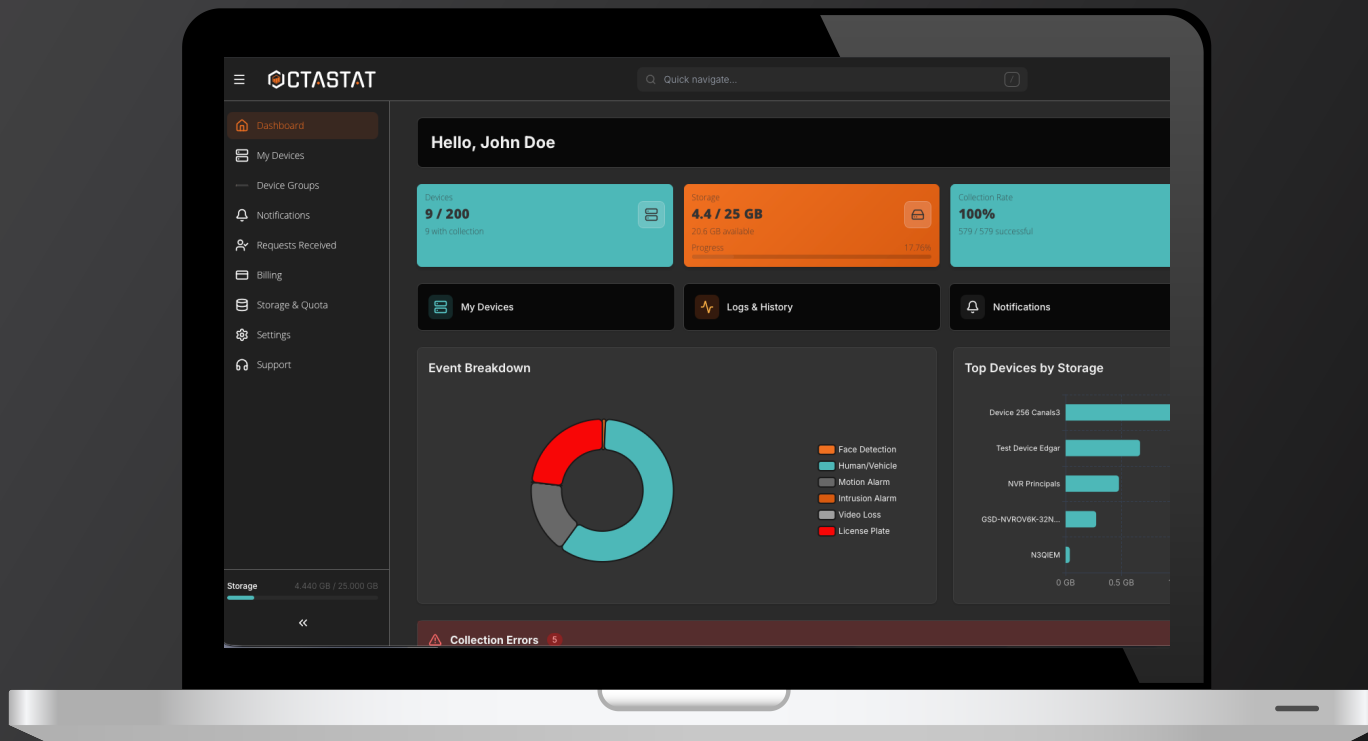 OCTASTAT
Quick navigate...
/
Dashboard
My Devices
Device Groups
Notifications
Requests Received
Billing
Storage & Quota
Settings
Support
Storage 4.440 GB / 25.000 GB
Hello, John Doe
Devices
9 / 200
9 with collection
Storage
4.4 / 25 GB
20.6 GB available
Progress 17.76%
Collection Rate
100%
579 / 579 successful
My Devices
Logs & History
Notifications
Event Breakdown
Face Detection
Human/Vehicle
Motion Alarm
Intrusion Alarm
Video Loss
License Plate
Top Devices by Storage
Device 256 Canals3
Test Device Edgar
NVR Principals
GSD-NVROV6K-32N...
N3QIEM
0 GB 0.5 GB
Collection Errors 5